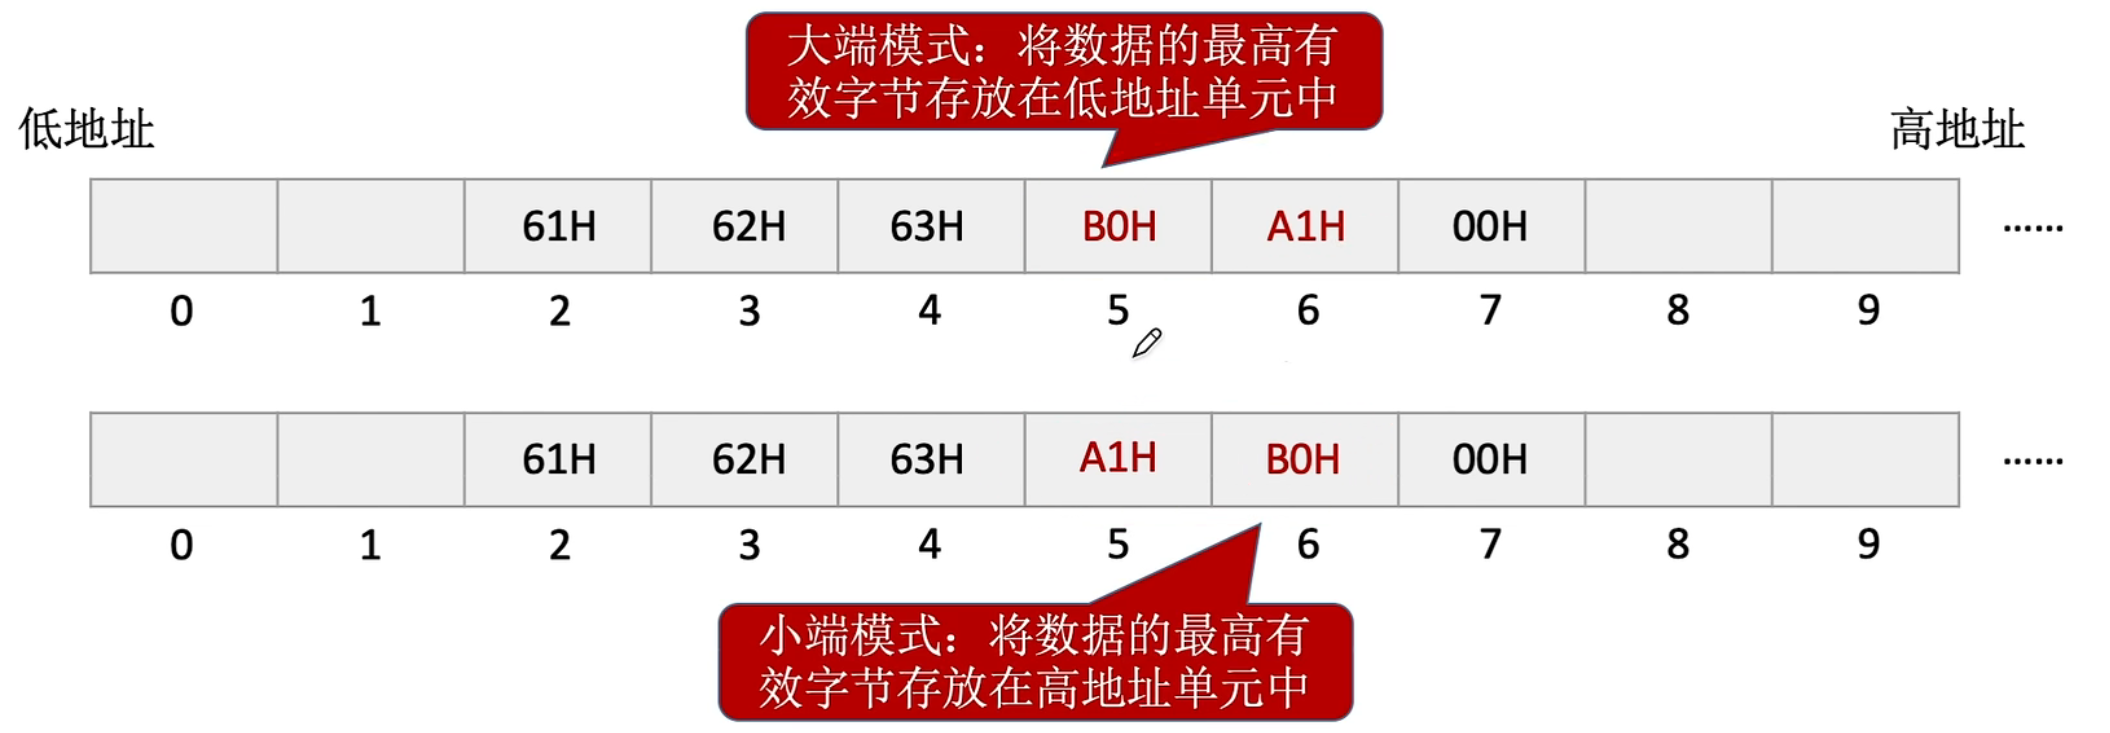 大端模式：将数据的最高有
效字节存放在低地址单元中
低地址
高地址
61H 62H 63H B0H A1H 00H ······
0 1 2 3 4 5 6 7 8 9
61H 62H 63H A1H B0H 00H ······
0 1 2 3 4 5 6 7 8 9
小端模式：将数据的最高有
效字节存放在高地址单元中